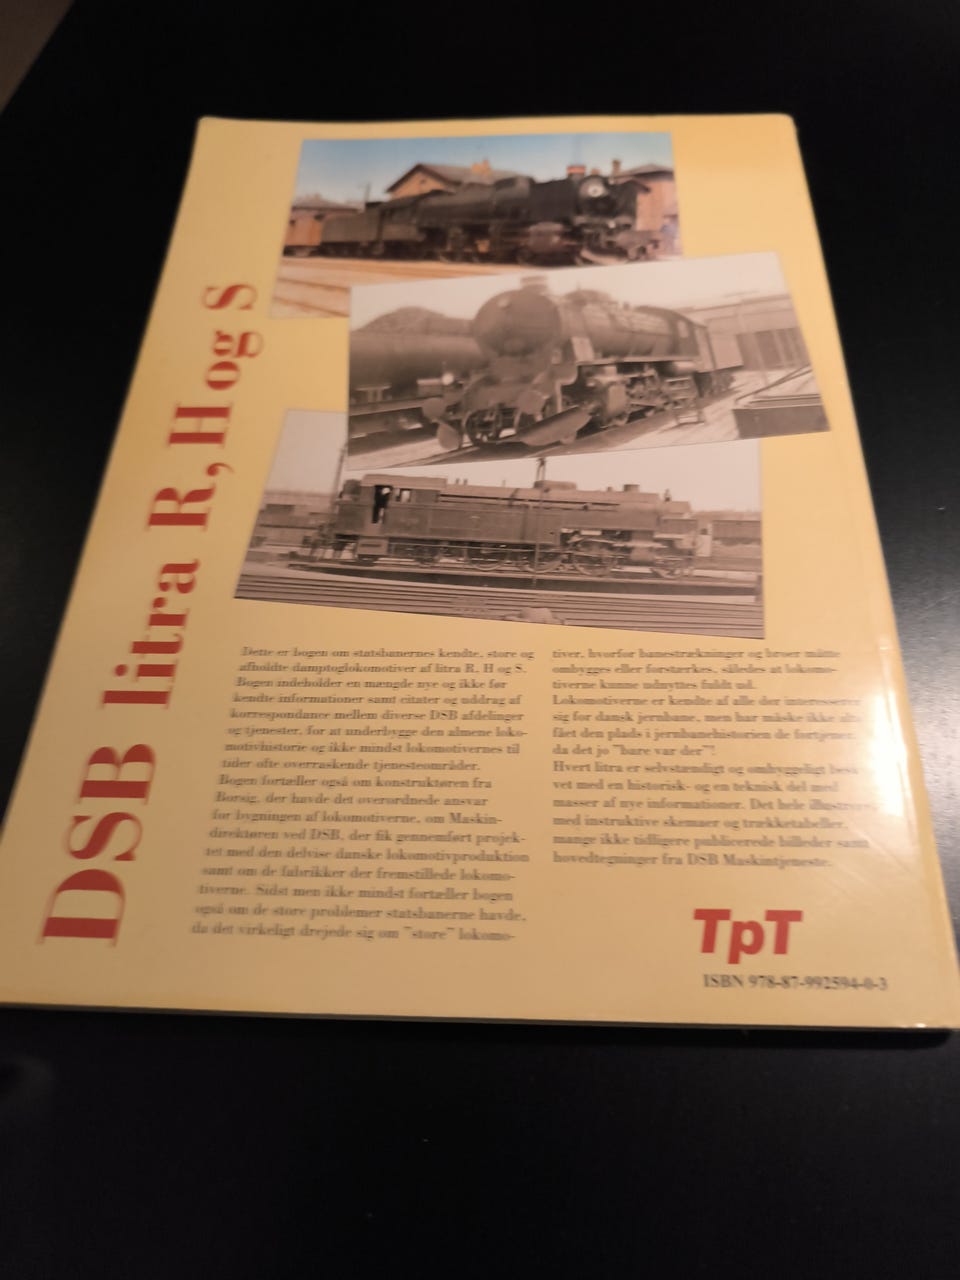 DSB litra R, H og S
Dette er bogen om statsbanernes kendte, store og
afholdte damptoglokomotiver af litra R, H og S.
Bogen indeholder en mængde nye og ikke før
kendte informationer samt citater og uddrag af
korrespondance mellem diverse DSB afdelinger
og tjenester, for at underbygge den almene loko-
motivhistorie og ikke mindst lokomotivernes til
tider ofte overraskende tjenesteområder.
Bogen fortæller også om konstruktøren fra
Borsig, der havde det overordnede ansvar
for bygningen af lokomotiverne, om Maskin-
direktøren ved DSB, der fik gennemført projek-
tet med den delvise danske lokomotivproduktion
samt om de fabrikker der fremstillede lokomo-
tiverne. Sidst men ikke mindst fortæller bogen
også om de store problemer statsbanerne havde,
da det virkeligt drejede sig om "store" lokomo-
tiver, hvorfor banestrækninger og broer måtte
ombygges eller forstærkes, således at lokomo-
tiverne kunne udnyttes fuldt ud.
Lokomotiverne er kendte af alle der interesserer
sig for dansk jernbane, men har måske ikke
fået den plads i jernbanehistorien de fortjener,
da det jo "bare var der"!
Hvert litra er selvstændigt og omhyggeligt
vet med en historisk- og en teknisk del med
masser af nye informationer. Det hele
med instruktive skemaer og trækketabeller,
mange ikke tidligere publicerede billeder samt
hovedtegninger fra DSB Maskintjeneste.
TpT
ISBN 978-87-992594-0-3